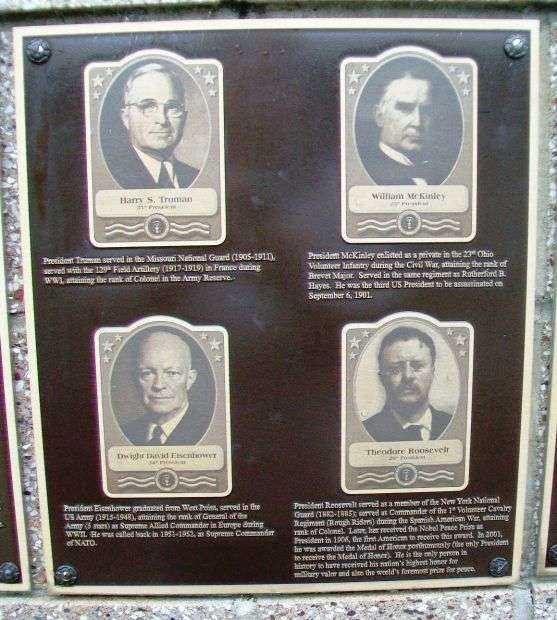 Harry S. Truman
33rd President
President Truman served in the Missouri National Guard (1905-1911),
served with the 129th Field Artillery (1917-1919) in France during
WW1, attaining the rank of Colonel in the Army Reserve.
William McKinley
25th President
President McKinley enlisted as a private in the 23rd Ohio
Volunteer Infantry during the Civil War, attaining the rank of
Brevet Major. Served in the same regiment as Rutherford B.
Hayes. He was the third US President to be assassinated on
September 6, 1901.
Dwight David Eisenhower
34th President
President Eisenhower graduated from West Point, served in the
US Army (1915-1948), attaining the rank of General of the
Army (5 stars) as Supreme Allied Commander in Europe during
WWII. He was called back in 1951-1952, as Supreme Commander
of NATO.
Theodore Roosevelt
26th President
President Roosevelt served as a member of the New York National
Guard (1882-1885); served as Commander of the 1st Volunteer Cavalry
Regiment (Rough Riders) during the Spanish American War, attaining
rank of Colonel. Later, her received the Nobel Peace Prize as
President in 1906, the first American to receive this award. In 2001,
he was awarded the Medal of Honor posthumously (the only President
to receive the Medal of Honor). He is the only person in
history to have received his nation's highest honor for
military valor and also the world's foremost prize for peace.